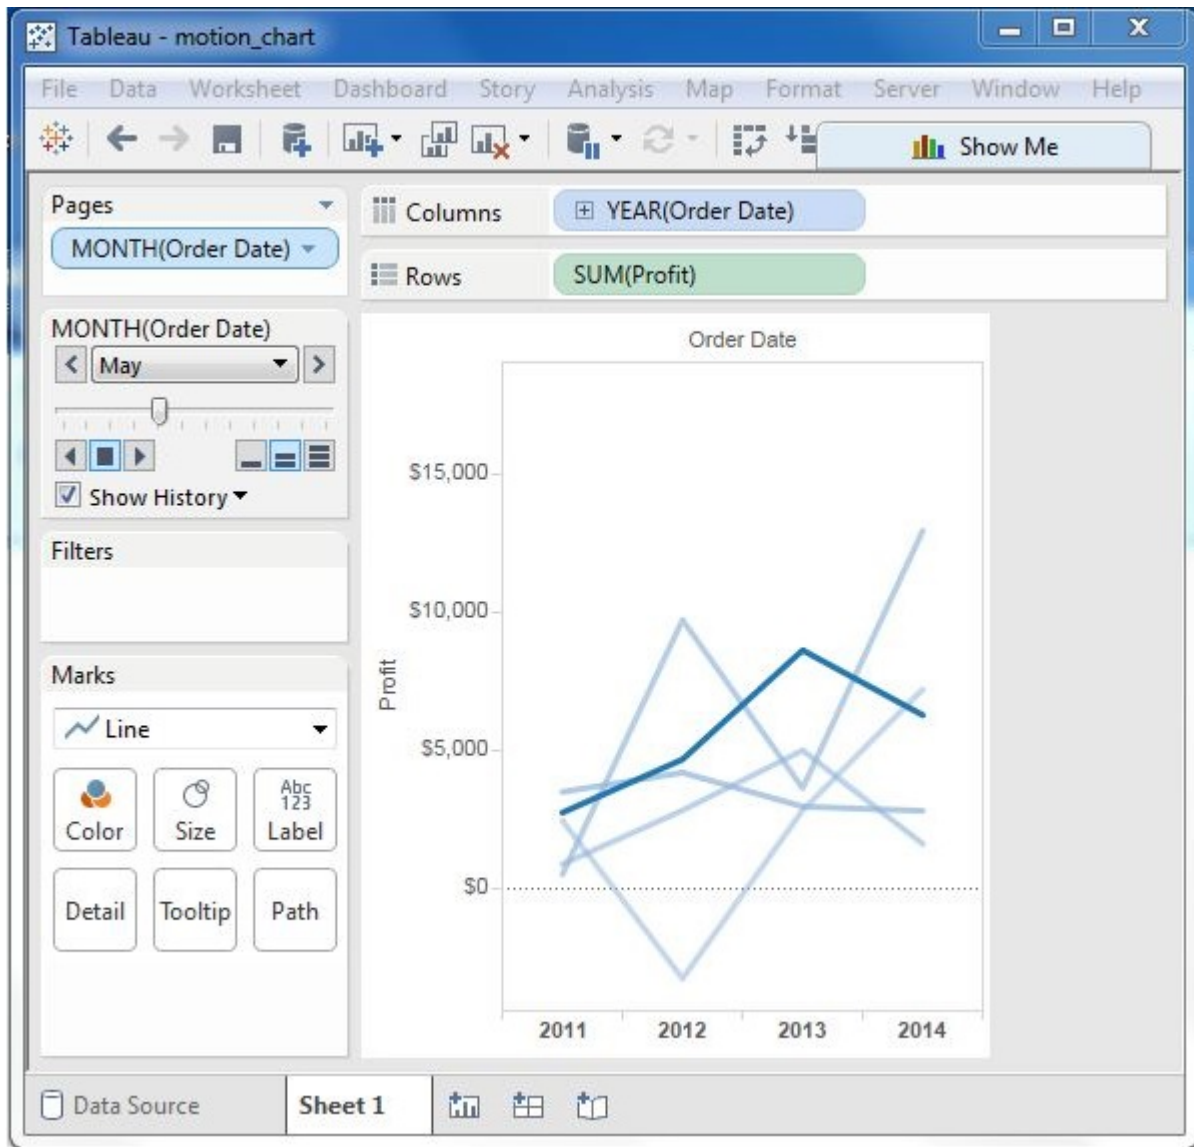 Tableau - motion_chart
File Data Worksheet Dashboard Story Analysis Map Format Server Window Help
Show Me
Pages
MONTH(Order Date)
Columns
YEAR(Order Date)
Rows
SUM(Profit)
MONTH(Order Date)
May
Show History
Filters
Marks
Line
Color
Size
Abc
123
Label
Detail
Tooltip
Path
Order Date
Profit
$15,000
$10,000
$5,000
$0
2011 2012 2013 2014
Data Source
Sheet 1